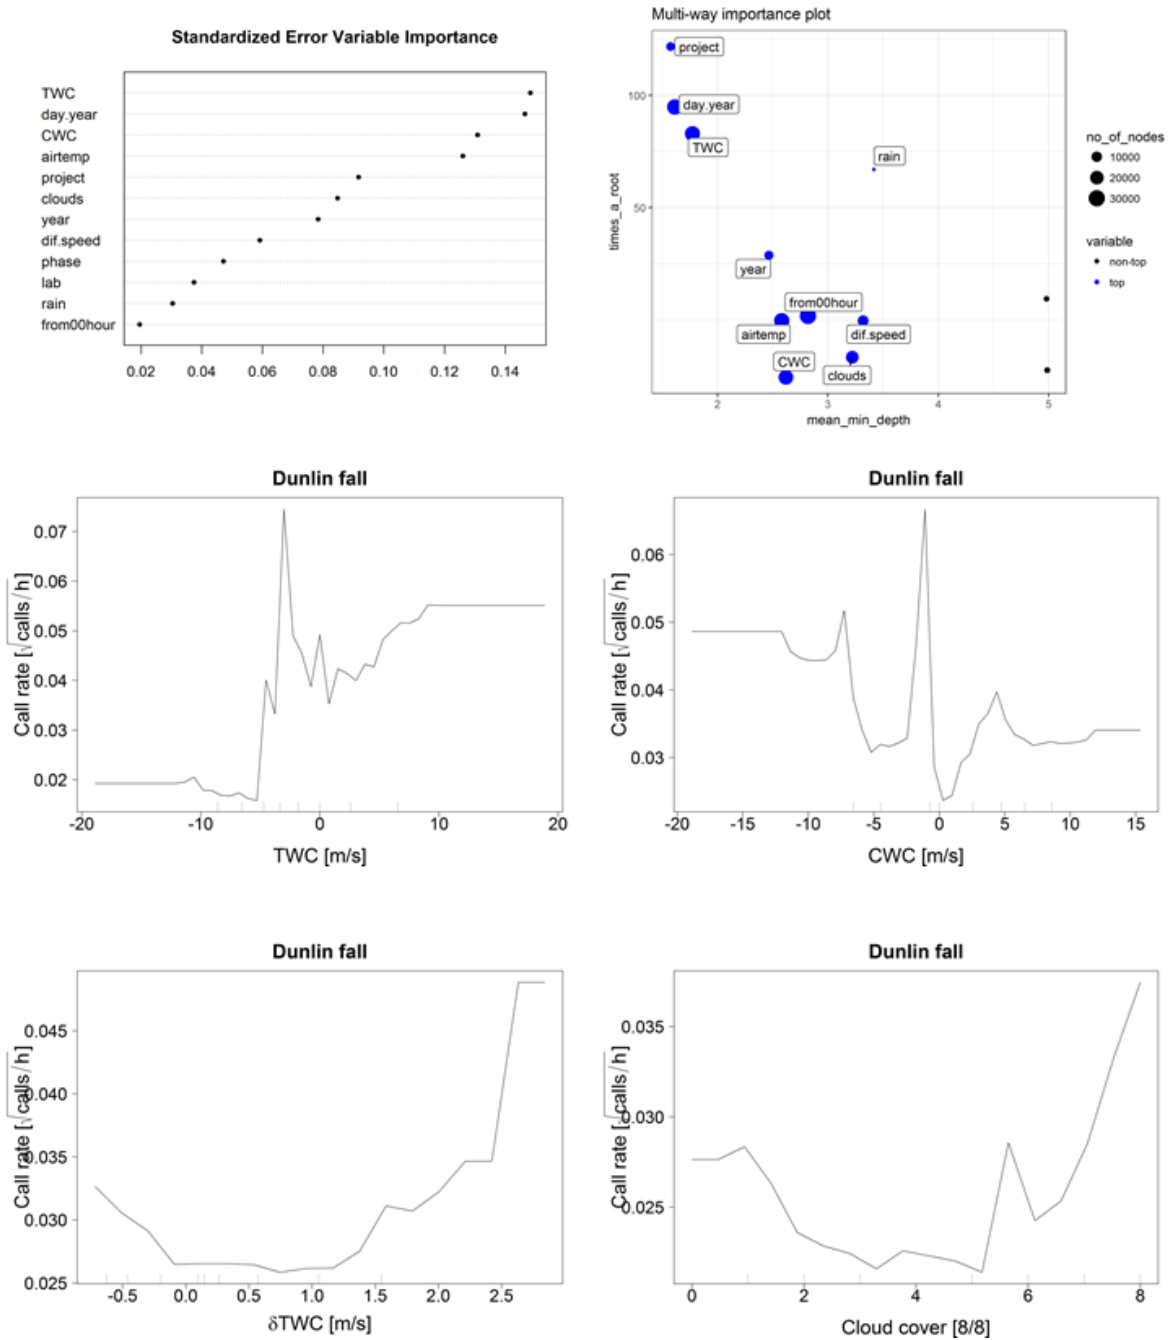 Standardized Error Variable Importance
TWC
day.year
CWC
airtemp
project
clouds
year
dif.speed
phase
lab
rain
from00hour
0.02 0.04 0.06 0.08 0.10 0.12 0.14
Multi-way importance plot
project
day.year
TWC
rain
year
from00hour
airtemp
dif.speed
CWC
clouds
100
50
times_a_root
2 3 4 5
mean_min_depth
no_of_nodes
10000
20000
30000
variable
non-top
top
Dunlin fall
0.07
0.06
0.05
0.04
0.03
0.02
Call rate [√calls/h]
-20 -10 0 10 20
TWC [m/s]
Dunlin fall
0.06
0.05
0.04
0.03
Call rate [√calls/h]
-20 -15 -10 -5 0 5 10 15
CWC [m/s]
Dunlin fall
0.045
0.040
0.035
0.030
0.025
Call rate [√calls/h]
-0.5 0.0 0.5 1.0 1.5 2.0 2.5
δTWC [m/s]
Dunlin fall
0.035
0.030
0.025
Call rate [√calls/h]
0 2 4 6 8
Cloud cover [8/8]